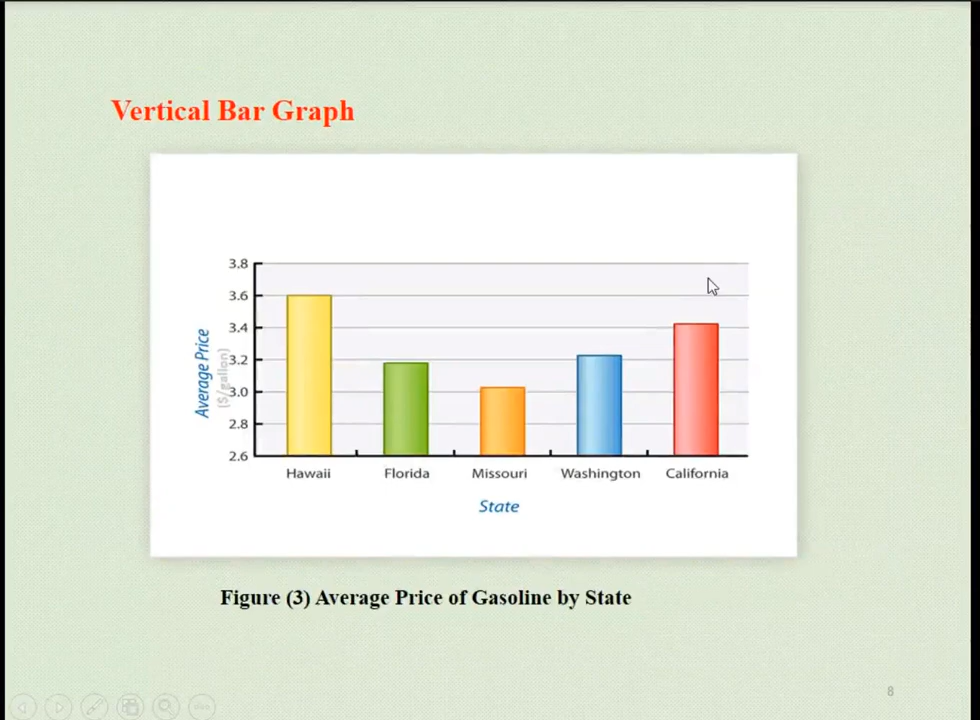 Vertical Bar Graph
Average Price
($/gallon)
3.8
3.6
3.4
3.2
3.0
2.8
2.6
Hawaii Florida Missouri Washington California
State
Figure (3) Average Price of Gasoline by State
8